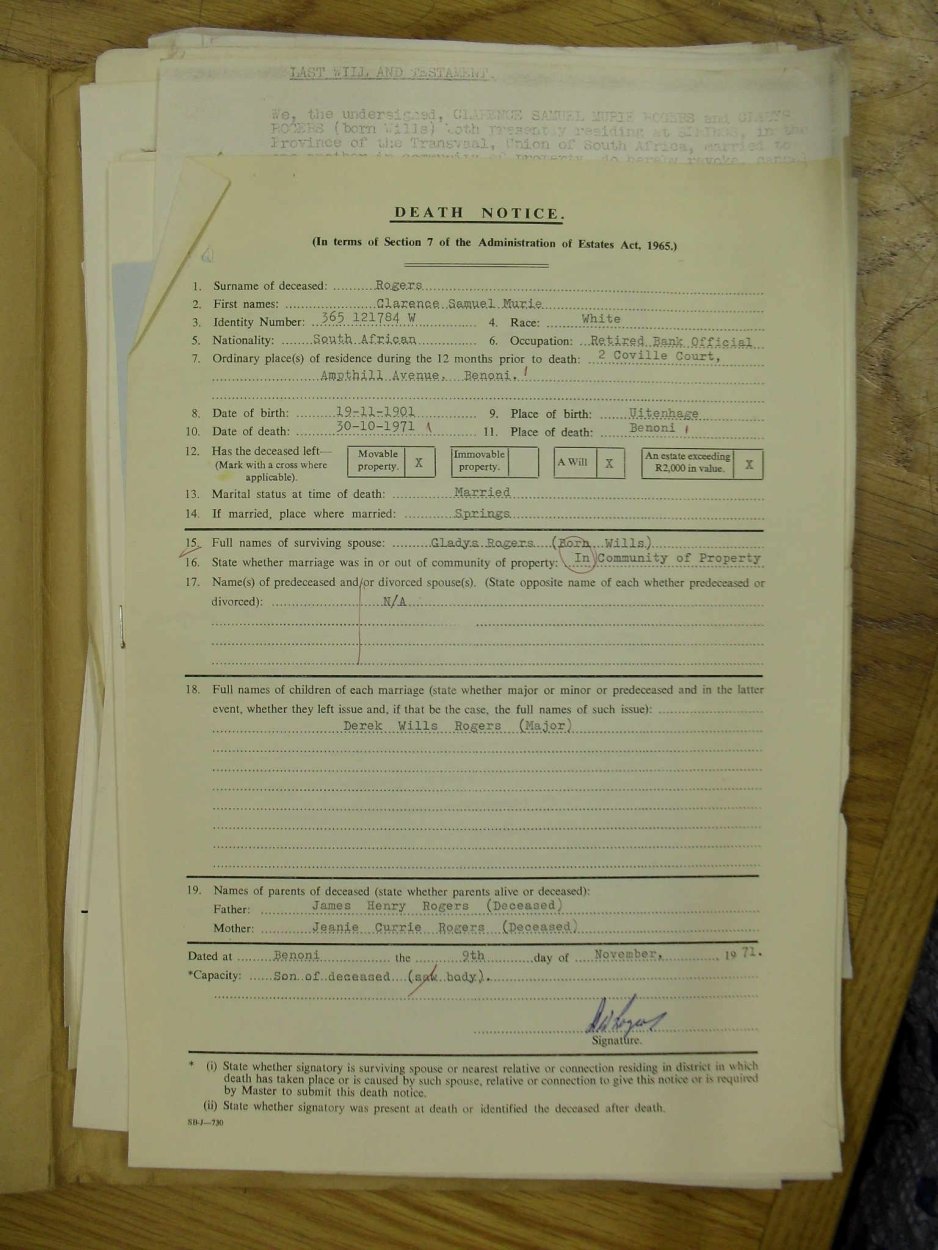 LAST WILL AND TESTAMENT.
We, the undersigned, CLARENCE SAMUEL MURIE ROGERS and GLADYS
ROGERS (born Wills) both presently residing at SPRINGS, in the
Province of the Transvaal, Union of South Africa, married to
one another in community of property, do hereby revoke, cancel
DEATH NOTICE.
(In terms of Section 7 of the Administration of Estates Act, 1965.)
1. Surname of deceased: Rogers
2. First names: Clarence Samuel Murie
3. Identity Number: 365 121784 W 4. Race: White
5. Nationality: South African 6. Occupation: Retired Bank Official
7. Ordinary place(s) of residence during the 12 months prior to death: 2 Coville Court,
Ampthill Avenue, Benoni.
8. Date of birth: 19-11-1901 9. Place of birth: Uitenhage
10. Date of death: 30-10-1971 11. Place of death: Benoni
12. Has the deceased left— Movable Immovable A Will X An estate exceeding
(Mark with a cross where property. X property. R2,000 in value. X
applicable).
13. Marital status at time of death: Married
14. If married, place where married: Springs
15. Full names of surviving spouse: Gladys Rogers (Born Wills)
16. State whether marriage was in or out of community of property: In Community of Property
17. Name(s) of predeceased and/or divorced spouse(s). (State opposite name of each whether predeceased or
divorced): N/A
18. Full names of children of each marriage (state whether major or minor or predeceased and in the latter
event, whether they left issue and, if that be the case, the full names of such issue):
Derek Wills Rogers (Major)
19. Names of parents of deceased (state whether parents alive or deceased):
Father: James Henry Rogers (Deceased)
Mother: Jeanie Currie Rogers (Deceased)
Dated at Benoni the 9th day of November, 1971.
*Capacity: Son of deceased ( body).
Signature.
* (i) State whether signatory is surviving spouse or nearest relative or connection residing in district in which
death has taken place or is caused by such spouse, relative or connection to give this notice or is required
by Master to submit this death notice.
(ii) State whether signatory was present at death or identified the deceased after death.